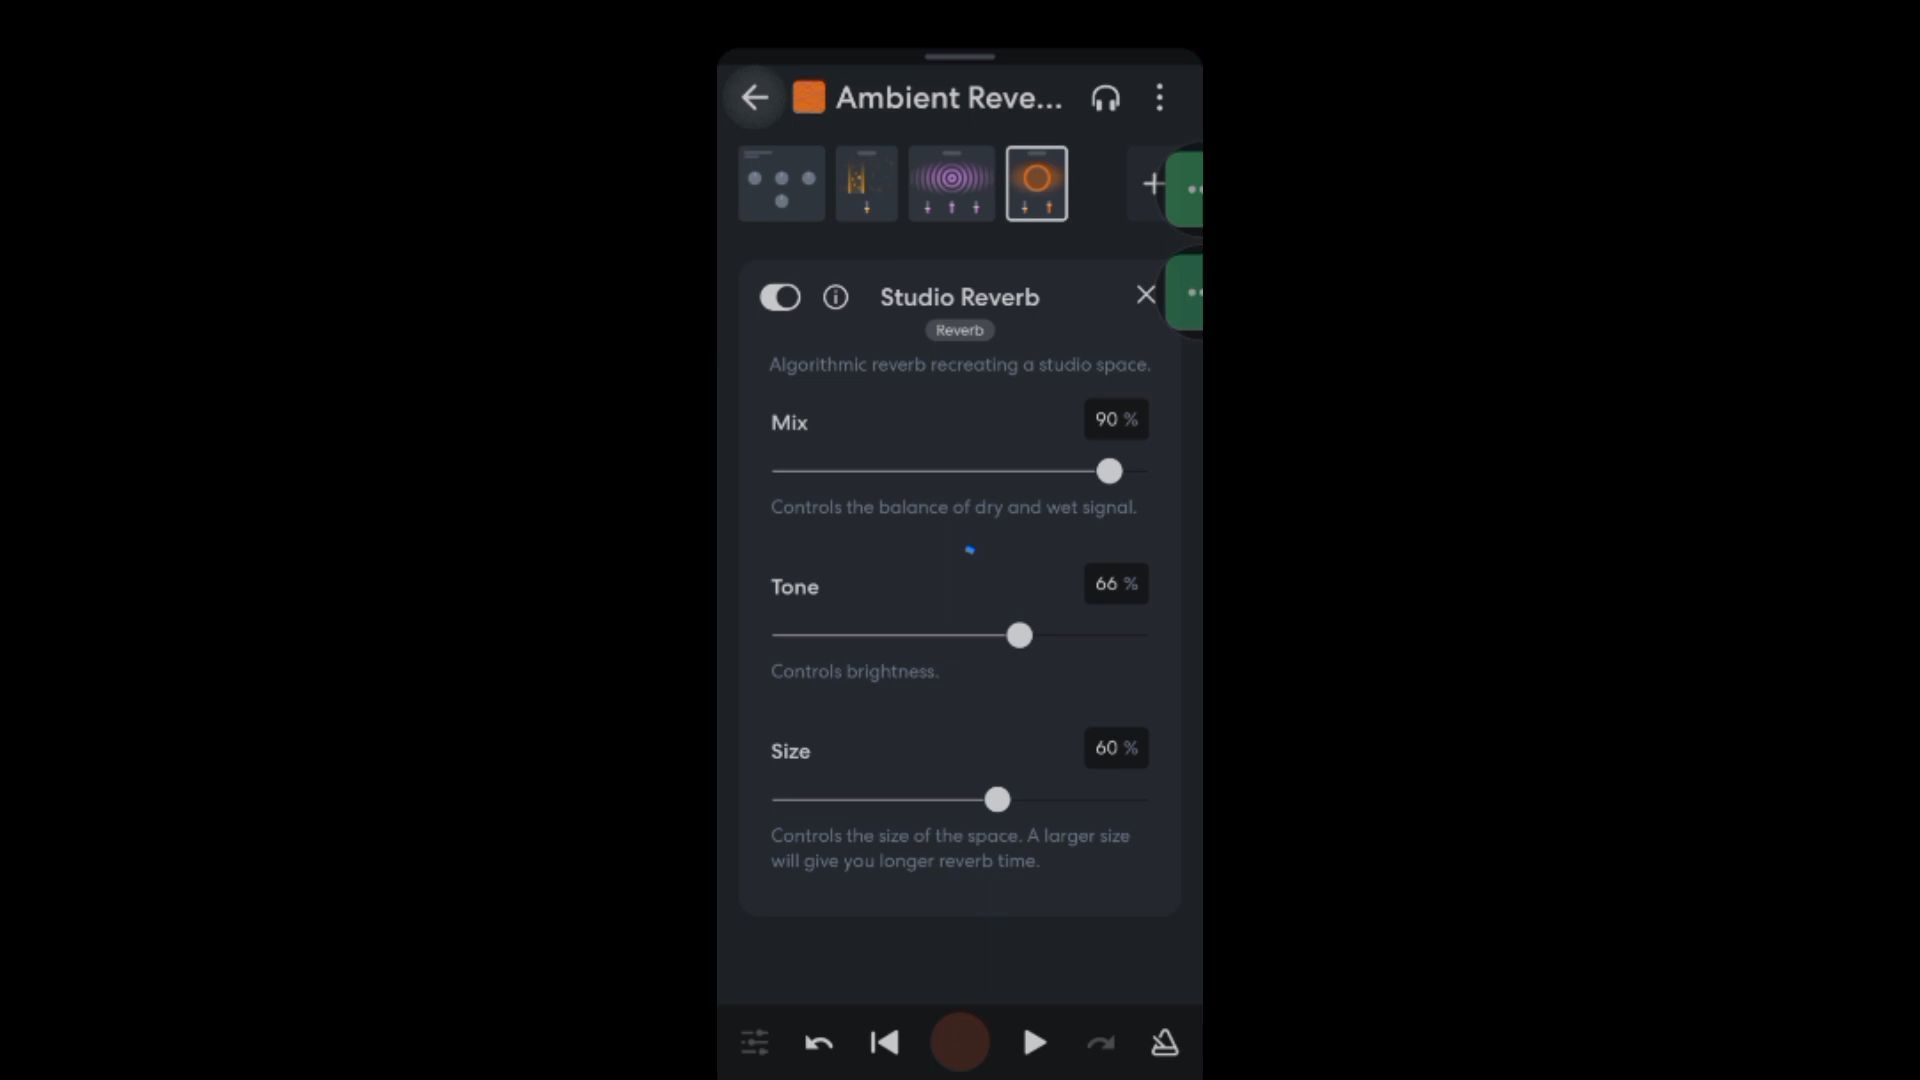 Ambient Reve...
Studio Reverb
Reverb
Algorithmic reverb recreating a studio space.
Mix
90 %
Controls the balance of dry and wet signal.
Tone
66 %
Controls brightness.
Size
60 %
Controls the size of the space. A larger size
will give you longer reverb time.